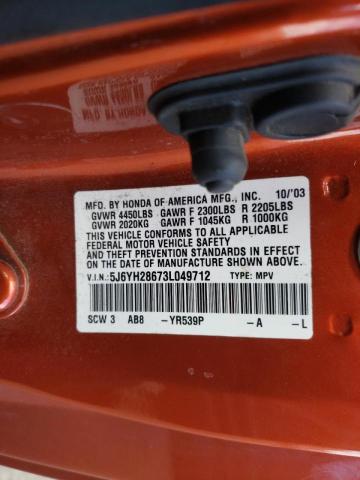 MFD. BY HONDA OF AMERICA MFG., INC. 10/'03
GVWR 4450LBS GAWR F 2300LBS R 2205LBS
GVWR 2020KG GAWR F 1045KG R 1000KG
THIS VEHICLE CONFORMS TO ALL APPLICABLE
FEDERAL MOTOR VEHICLE SAFETY
AND THEFT PREVENTION STANDARDS IN EFFECT
ON THE DATE OF MANUFACTURE SHOWN ABOVE.
V.I.N.:5J6YH28673L049712 TYPE: MPV
SCW 3 AB8 -YR539P -A -L